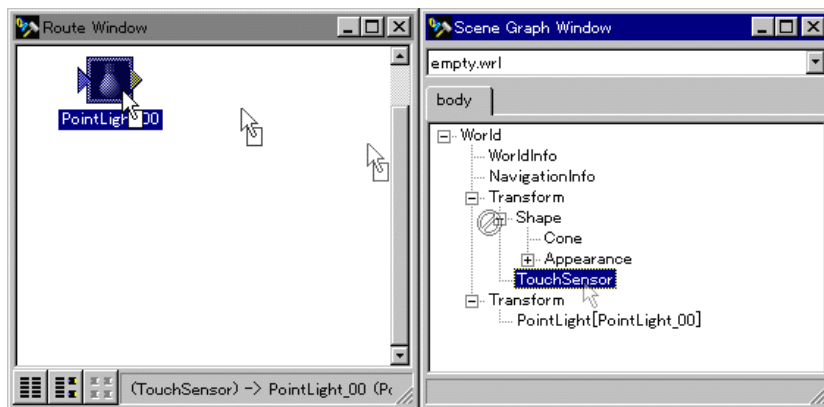 Route Window
PointLight_00
(TouchSensor) -> PointLight_00 (Po
Scene Graph Window
empty.wrl
body
World
WorldInfo
NavigationInfo
Transform
Shape
Cone
Appearance
TouchSensor
Transform
PointLight[PointLight_00]